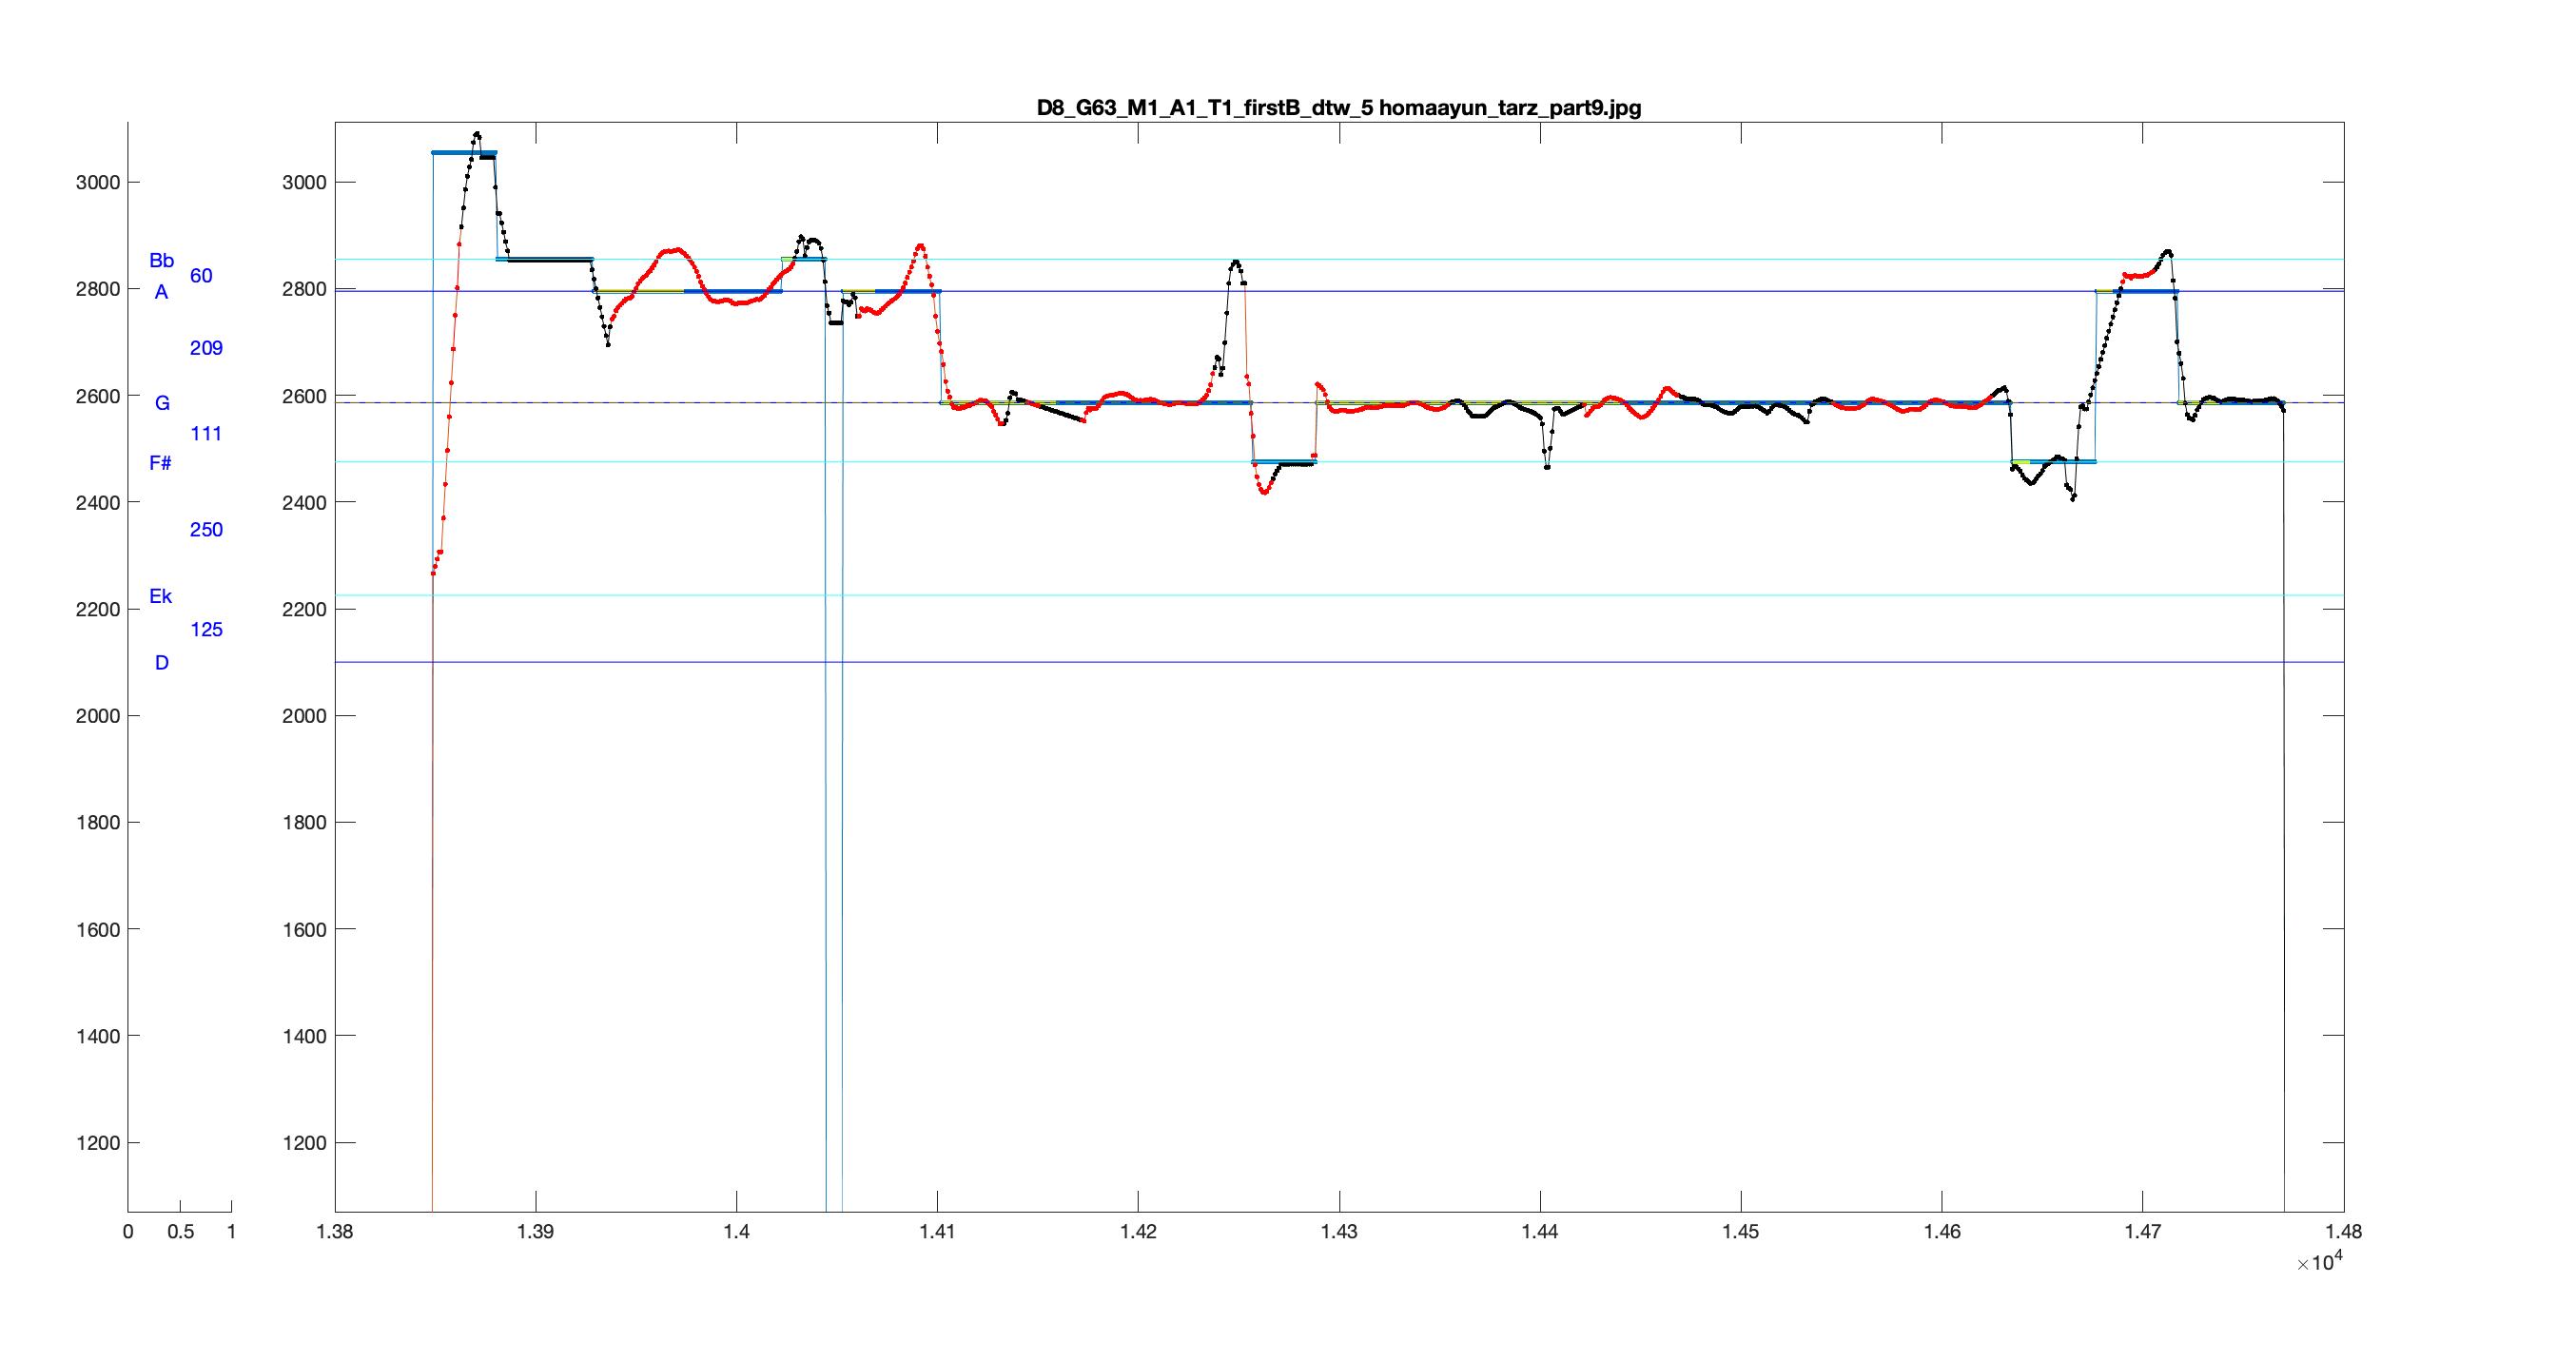 D8_G63_M1_A1_T1_firstB_dtw_5 homaayun_tarz_part9.jpg
3000 3000
Bb
60
2800 A 2800
209
2600 G 2600
111
F#
2400 2400
250
2200 Ek 2200
125
D
2000 2000
1800 1800
1600 1600
1400 1400
1200 1200
0 0.5 1 1.38 1.39 1.4 1.41 1.42 1.43 1.44 1.45 1.46 1.47 1.48
×10^4